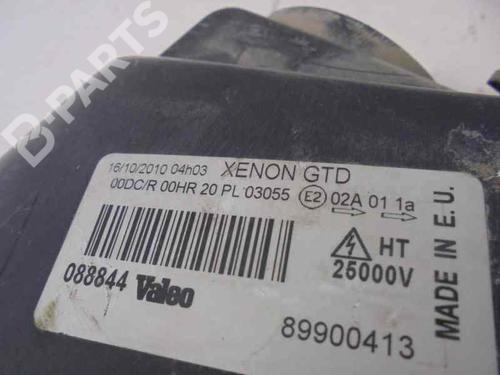 B-PARTS
16/10/2010 04h03 XENON GTD
00DC/R 00HR 20 PL 03055 E2 02A 01 1a
HT
25000V
MADE IN E.U.
088844 Valeo
89900413